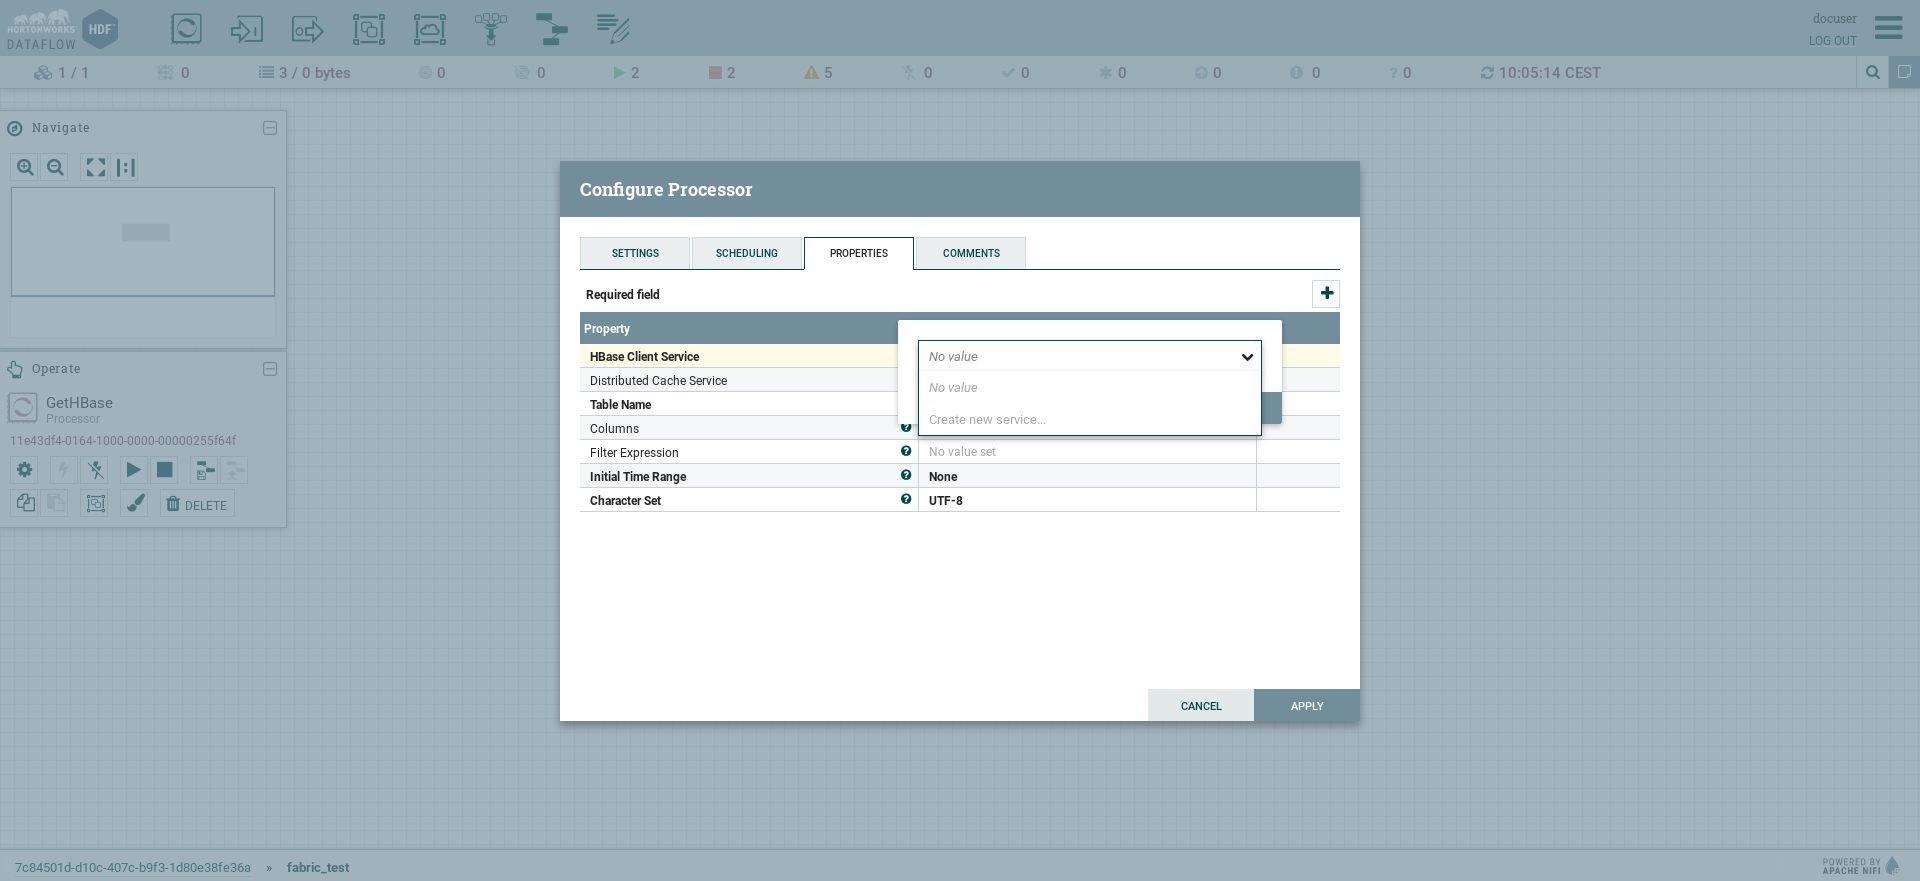 HORTONWORKS
DATAFLOW
HDF
docuser
LOG OUT
1 / 1 0 3 / 0 bytes 0 0 2 2 5 0 0 0 0 0 ? 0 10:05:14 CEST
Navigate
Operate
GetHBase
Processor
11e43df4-0164-1000-0000-00000255f64f
DELETE
Configure Processor
SETTINGS SCHEDULING PROPERTIES COMMENTS
Required field
Property
HBase Client Service No value
Distributed Cache Service No value
Table Name
Create new service...
Columns
Filter Expression No value set
Initial Time Range None
Character Set UTF-8
CANCEL APPLY
7c84501d-d10c-407c-b9f3-1d80e38fe36a » fabric_test
POWERED BY
APACHE NIFI